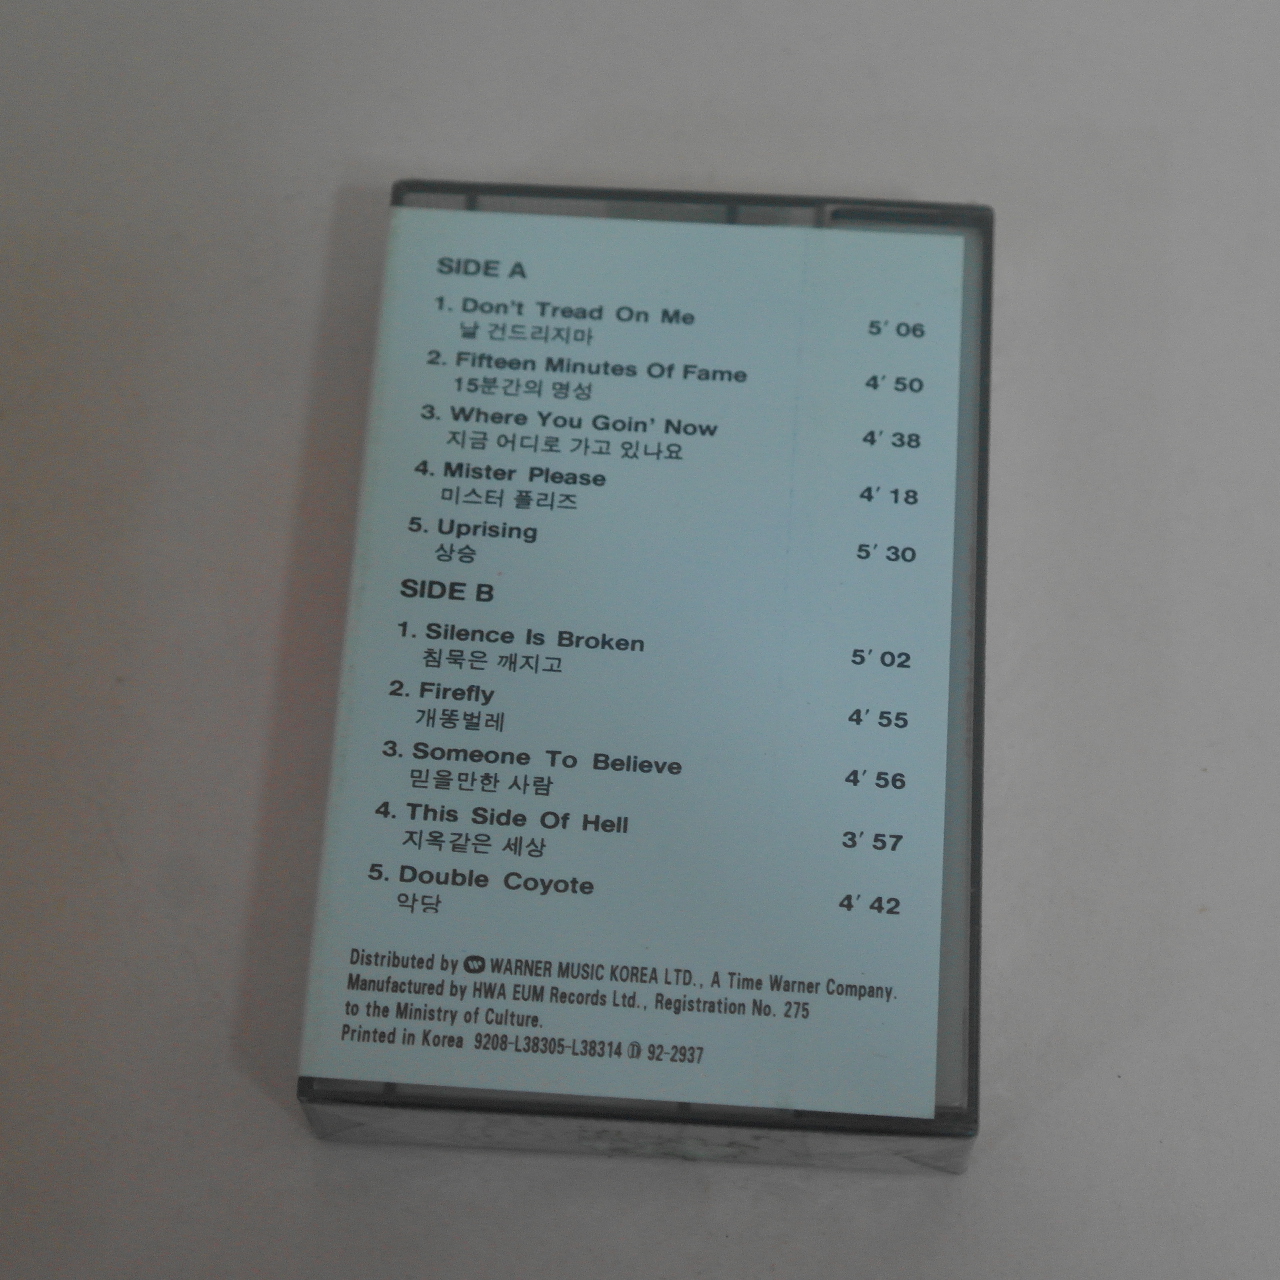 SIDE A
1. Don't Tread On Me 5′ 06
날 건드리지마
2. Fifteen Minutes Of Fame 4′ 50
15분간의 명성
3. Where You Goin' Now 4′ 38
지금 어디로 가고 있나요
4. Mister Please 4′ 18
미스터 플리즈
5. Uprising 5′ 30
상승
SIDE B
1. Silence Is Broken 5′ 02
침묵은 깨지고
2. Firefly 4′ 55
개똥벌레
3. Someone To Believe 4′ 56
믿을만한 사람
4. This Side Of Hell 3′ 57
지옥같은 세상
5. Double Coyote 4′ 42
악당
Distributed by WARNER MUSIC KOREA LTD., A Time Warner Company.
Manufactured by HWA EUM Records Ltd., Registration No. 275
to the Ministry of Culture.
Printed in Korea 9208-L38305-L38314 Ⓓ 92-2937